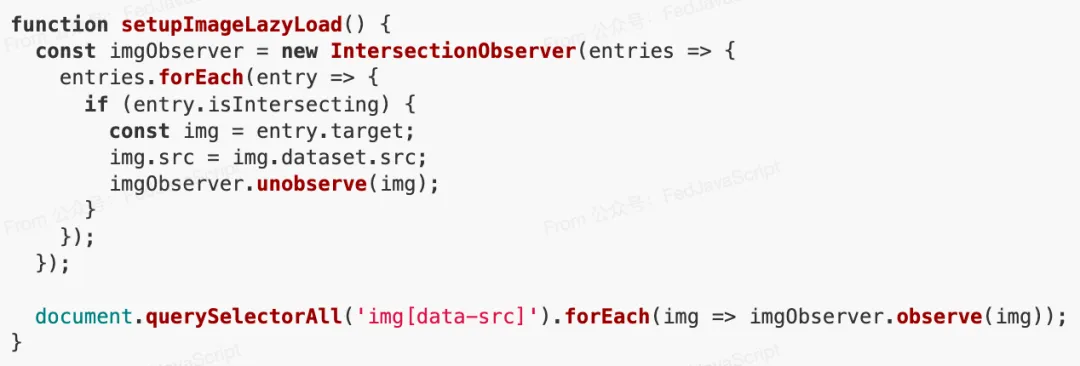 function setupImageLazyLoad() {
  const imgObserver = new IntersectionObserver(entries => {
    entries.forEach(entry => {
      if (entry.isIntersecting) {
        const img = entry.target;
        img.src = img.dataset.src;
        imgObserver.unobserve(img);
      }
    });
  });

  document.querySelectorAll('img[data-src]').forEach(img => imgObserver.observe(img));
}
From 公众号：FedJavaScript
From 公众号：FedJavaScript